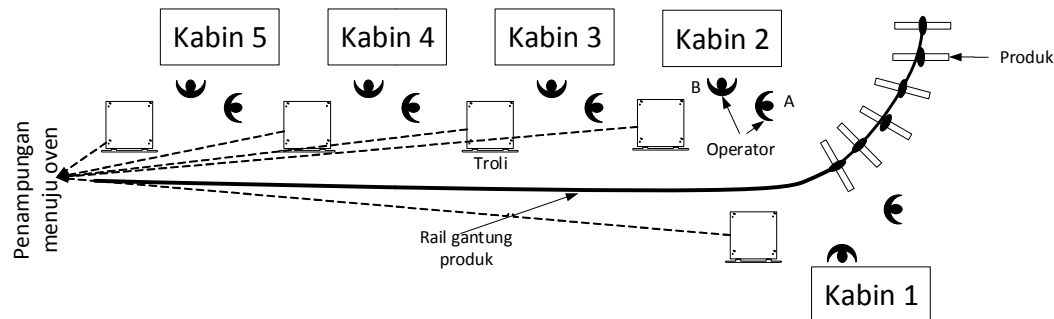 Kabin 5
Kabin 4
Kabin 3
Kabin 2
Produk
B
A
Operator
Troli
Penampungan
menuju oven
Rail gantung
produk
Kabin 1